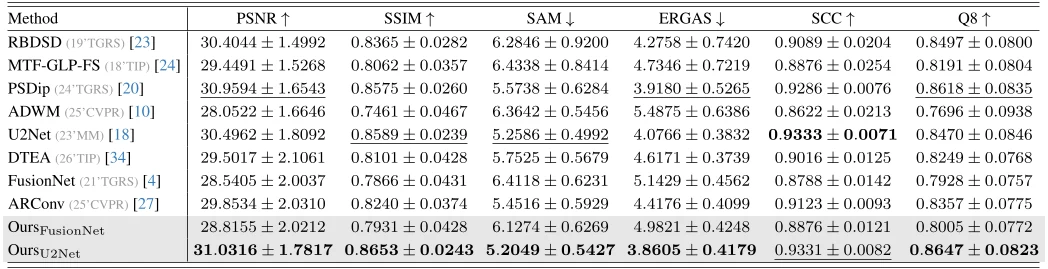 Method PSNR ↑ SSIM ↑ SAM ↓ ERGAS ↓ SCC ↑ Q8 ↑
RBDSD (19'TGRS) [23] 30.4044 ± 1.4992 0.8365 ± 0.0282 6.2846 ± 0.9200 4.2758 ± 0.7420 0.9089 ± 0.0204 0.8497 ± 0.0800
MTF-GLP-FS (18'TIP) [24] 29.4491 ± 1.5268 0.8062 ± 0.0357 6.4338 ± 0.8414 4.7346 ± 0.7219 0.8876 ± 0.0254 0.8191 ± 0.0804
PSDip (24'TGRS) [20] 30.9594 ± 1.6543 0.8575 ± 0.0260 5.5738 ± 0.6284 3.9180 ± 0.5265 0.9286 ± 0.0076 0.8618 ± 0.0835
ADWM (25'CVPR) [10] 28.0522 ± 1.6646 0.7461 ± 0.0467 6.3642 ± 0.5456 5.4875 ± 0.6386 0.8622 ± 0.0213 0.7696 ± 0.0938
U2Net (23'MM) [18] 30.4962 ± 1.8092 0.8589 ± 0.0239 5.2586 ± 0.4992 4.0766 ± 0.3832 0.9333 ± 0.0071 0.8470 ± 0.0846
DTEA (26'TIP) [34] 29.5017 ± 2.1061 0.8101 ± 0.0428 5.7525 ± 0.5679 4.6171 ± 0.3739 0.9016 ± 0.0125 0.8249 ± 0.0768
FusionNet (21'TGRS) [4] 28.5405 ± 2.0037 0.7866 ± 0.0431 6.4118 ± 0.6231 5.1429 ± 0.4562 0.8788 ± 0.0142 0.7928 ± 0.0757
ARConv (25'CVPR) [27] 29.8534 ± 2.0310 0.8240 ± 0.0374 5.4516 ± 0.5929 4.4176 ± 0.4099 0.9123 ± 0.0093 0.8357 ± 0.0775
Ours FusionNet 28.8155 ± 2.0212 0.7931 ± 0.0428 6.1274 ± 0.6269 4.9821 ± 0.4248 0.8876 ± 0.0121 0.8005 ± 0.0772
Ours U2Net 31.0316 ± 1.7817 0.8653 ± 0.0243 5.2049 ± 0.5427 3.8605 ± 0.4179 0.9331 ± 0.0082 0.8647 ± 0.0823